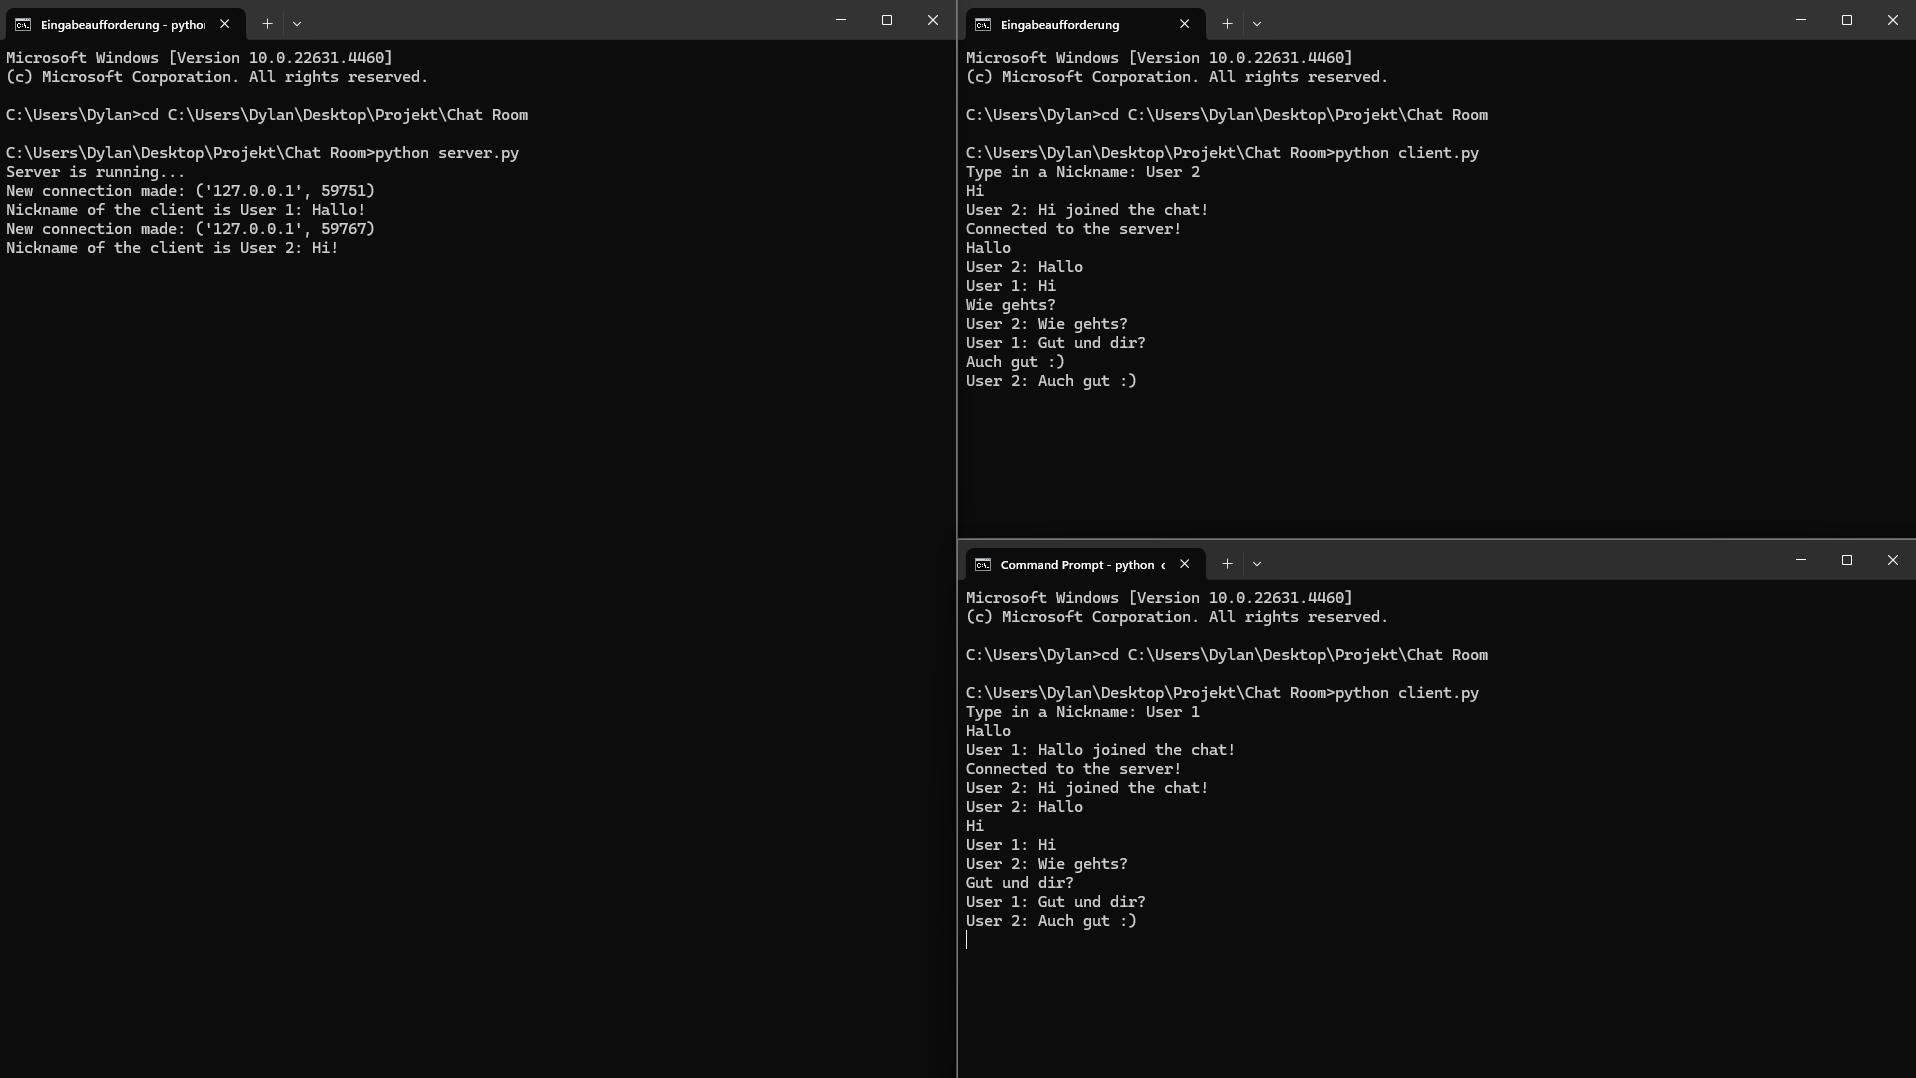 Eingabeaufforderung - python
Microsoft Windows [Version 10.0.22631.4460]
(c) Microsoft Corporation. All rights reserved.
C:\Users\Dylan>cd C:\Users\Dylan\Desktop\Projekt\Chat Room
C:\Users\Dylan\Desktop\Projekt\Chat Room>python server.py
Server is running...
New connection made: ('127.0.0.1', 59751)
Nickname of the client is User 1: Hallo!
New connection made: ('127.0.0.1', 59767)
Nickname of the client is User 2: Hi!
Eingabeaufforderung
Microsoft Windows [Version 10.0.22631.4460]
(c) Microsoft Corporation. All rights reserved.
C:\Users\Dylan>cd C:\Users\Dylan\Desktop\Projekt\Chat Room
C:\Users\Dylan\Desktop\Projekt\Chat Room>python client.py
Type in a Nickname: User 2
Hi
User 2: Hi joined the chat!
Connected to the server!
Hallo
User 2: Hallo
User 1: Hi
Wie gehts?
User 2: Wie gehts?
User 1: Gut und dir?
Auch gut :)
User 2: Auch gut :)
Command Prompt - python c
Microsoft Windows [Version 10.0.22631.4460]
(c) Microsoft Corporation. All rights reserved.
C:\Users\Dylan>cd C:\Users\Dylan\Desktop\Projekt\Chat Room
C:\Users\Dylan\Desktop\Projekt\Chat Room>python client.py
Type in a Nickname: User 1
Hallo
User 1: Hallo joined the chat!
Connected to the server!
User 2: Hi joined the chat!
User 2: Hallo
Hi
User 1: Hi
User 2: Wie gehts?
Gut und dir?
User 1: Gut und dir?
User 2: Auch gut :)